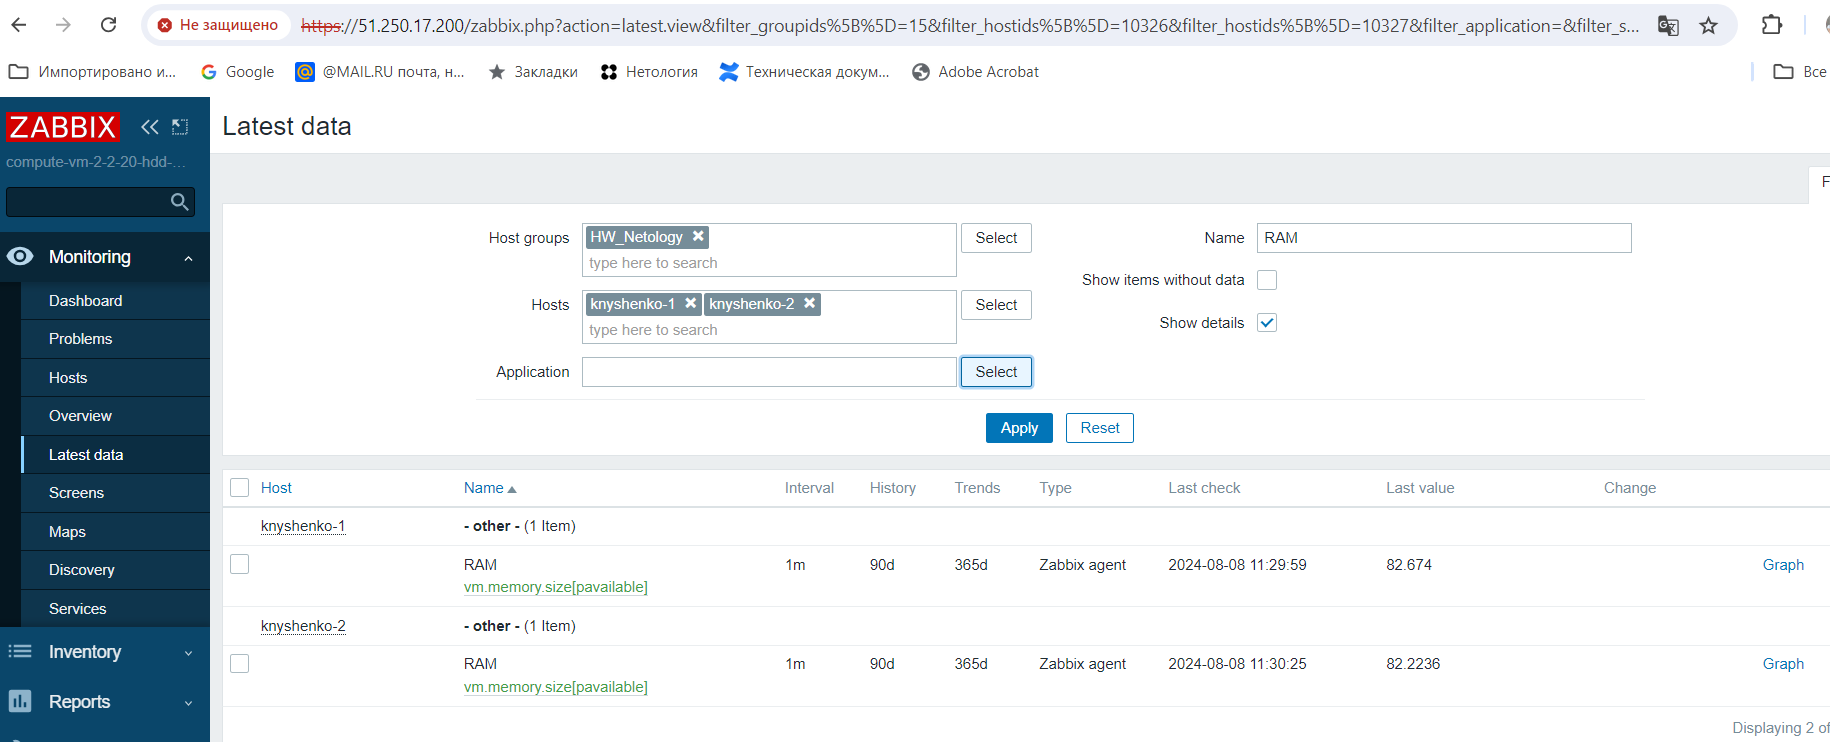 Не защищено https://51.250.17.200/zabbix.php?action=latest.view&filter_groupids%5B%5D=15&filter_hostids%5B%5D=10326&filter_hostids%5B%5D=10327&filter_application=&filter_s...
Импортировано и... Google @MAIL.RU почта, н... Закладки Нетология Техническая докум... Adobe Acrobat Все
ZABBIX
compute-vm-2-2-20-hdd-...
Monitoring
Dashboard
Problems
Hosts
Overview
Latest data
Screens
Maps
Discovery
Services
Inventory
Reports
Latest data
F
Host groups HW_Netology Select Name RAM
type here to search
Show items without data
Hosts knyshenko-1 knyshenko-2 Select
type here to search
Show details
Application Select
Apply Reset
Host Name Interval History Trends Type Last check Last value Change
knyshenko-1 - other - (1 Item)
RAM 1m 90d 365d Zabbix agent 2024-08-08 11:29:59 82.674 Graph
vm.memory.size[pavailable]
knyshenko-2 - other - (1 Item)
RAM 1m 90d 365d Zabbix agent 2024-08-08 11:30:25 82.2236 Graph
vm.memory.size[pavailable]
Displaying 2 of